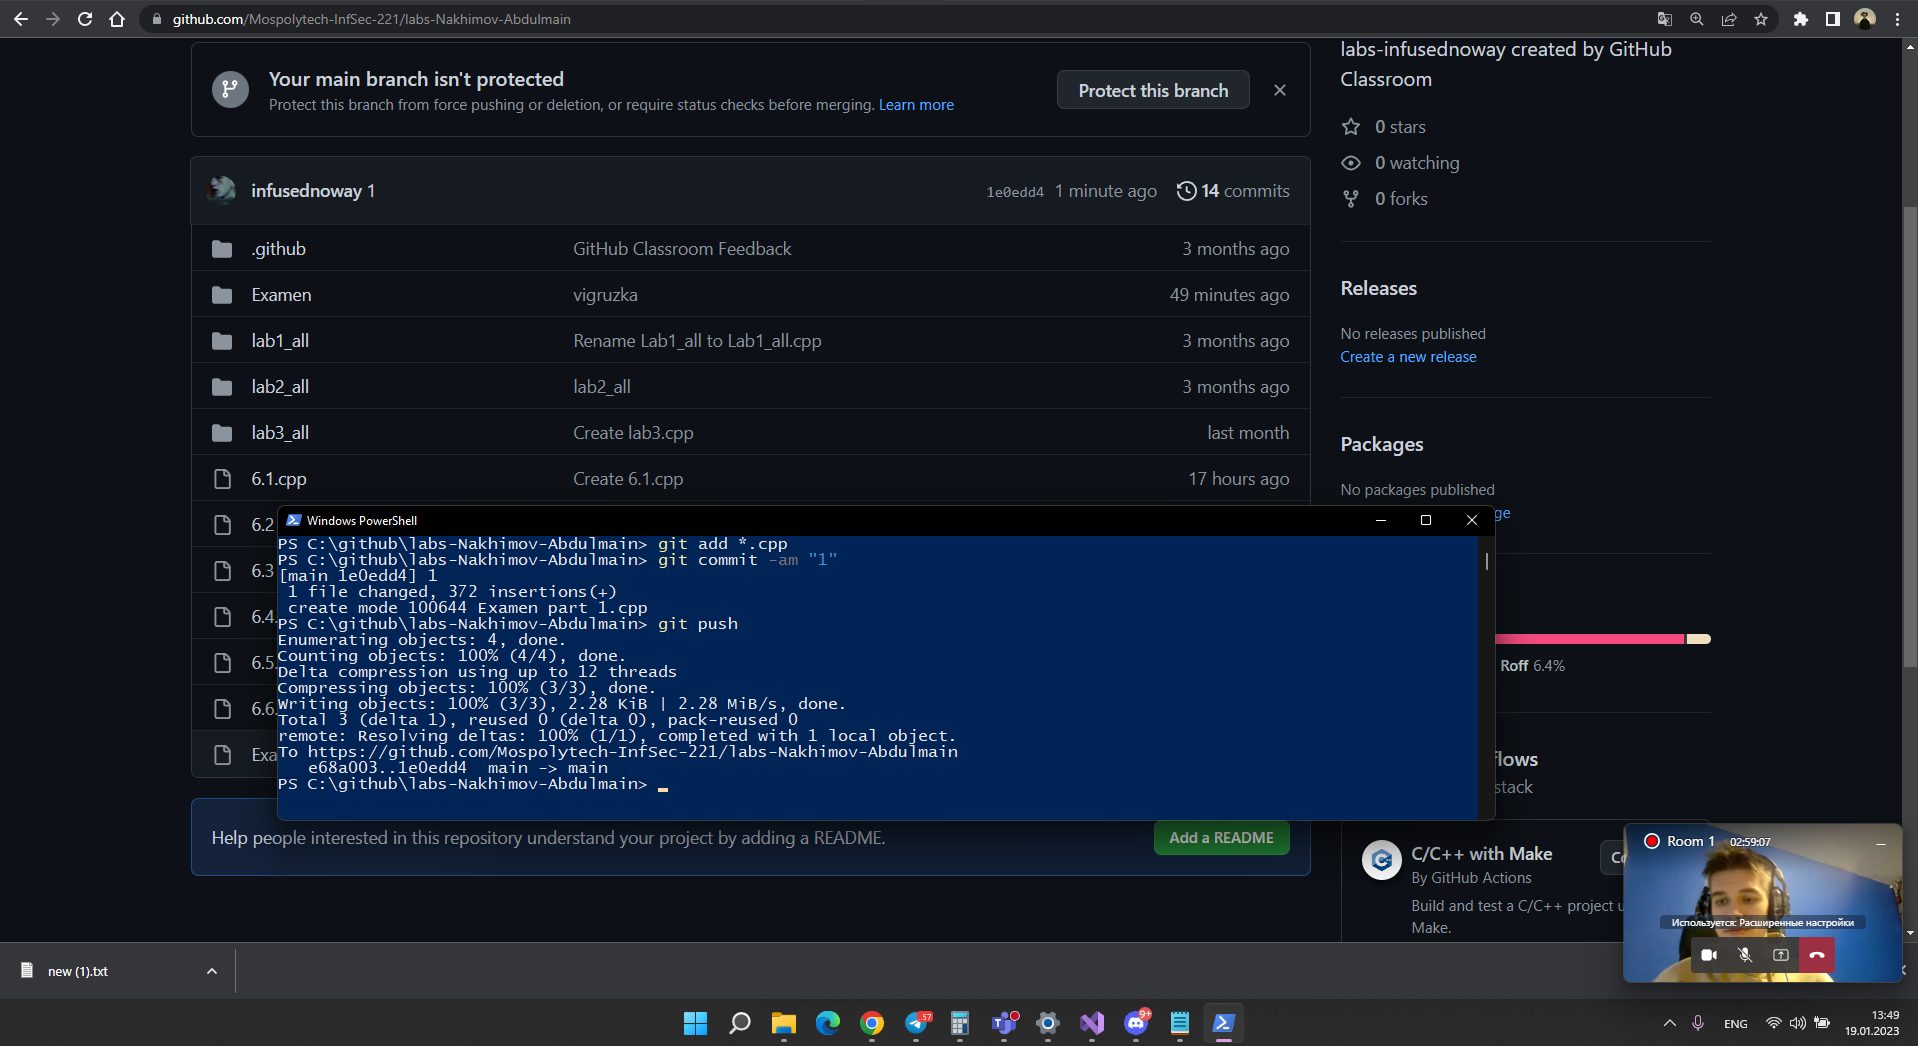 github.com/Mospolytech-InfSec-221/labs-Nakhimov-Abdulmain
Your main branch isn't protected
Protect this branch from force pushing or deletion, or require status checks before merging. Learn more
Protect this branch
labs-infusednoway created by GitHub
Classroom
0 stars
0 watching
0 forks
infusednoway 1
1e0edd4 1 minute ago 14 commits
.github GitHub Classroom Feedback 3 months ago
Examen vigruzka 49 minutes ago
lab1_all Rename Lab1_all to Lab1_all.cpp 3 months ago
lab2_all lab2_all 3 months ago
lab3_all Create lab3.cpp last month
6.1.cpp Create 6.1.cpp 17 hours ago
6.2
6.3
6.4.
6.5.
6.6.
Exa
Releases
No releases published
Create a new release
Packages
No packages published
ge
Roff 6.4%
flows
stack
Windows PowerShell
PS C:\github\labs-Nakhimov-Abdulmain> git add *.cpp
PS C:\github\labs-Nakhimov-Abdulmain> git commit -am "1"
[main 1e0edd4] 1
1 file changed, 372 insertions(+)
create mode 100644 Examen part 1.cpp
PS C:\github\labs-Nakhimov-Abdulmain> git push
Enumerating objects: 4, done.
Counting objects: 100% (4/4), done.
Delta compression using up to 12 threads
Compressing objects: 100% (3/3), done.
Writing objects: 100% (3/3), 2.28 KiB | 2.28 MiB/s, done.
Total 3 (delta 1), reused 0 (delta 0), pack-reused 0
remote: Resolving deltas: 100% (1/1), completed with 1 local object.
To https://github.com/Mospolytech-InfSec-221/labs-Nakhimov-Abdulmain
e68a003..1e0edd4 main -> main
PS C:\github\labs-Nakhimov-Abdulmain>
Help people interested in this repository understand your project by adding a README.
Add a README
C/C++ with Make
By GitHub Actions
Build and test a C/C++ project u
Make.
Co
Room 1 02:59:07
Используется: Расширенные настройки
new (1).txt
57
9+
ENG
13:49
19.01.2023